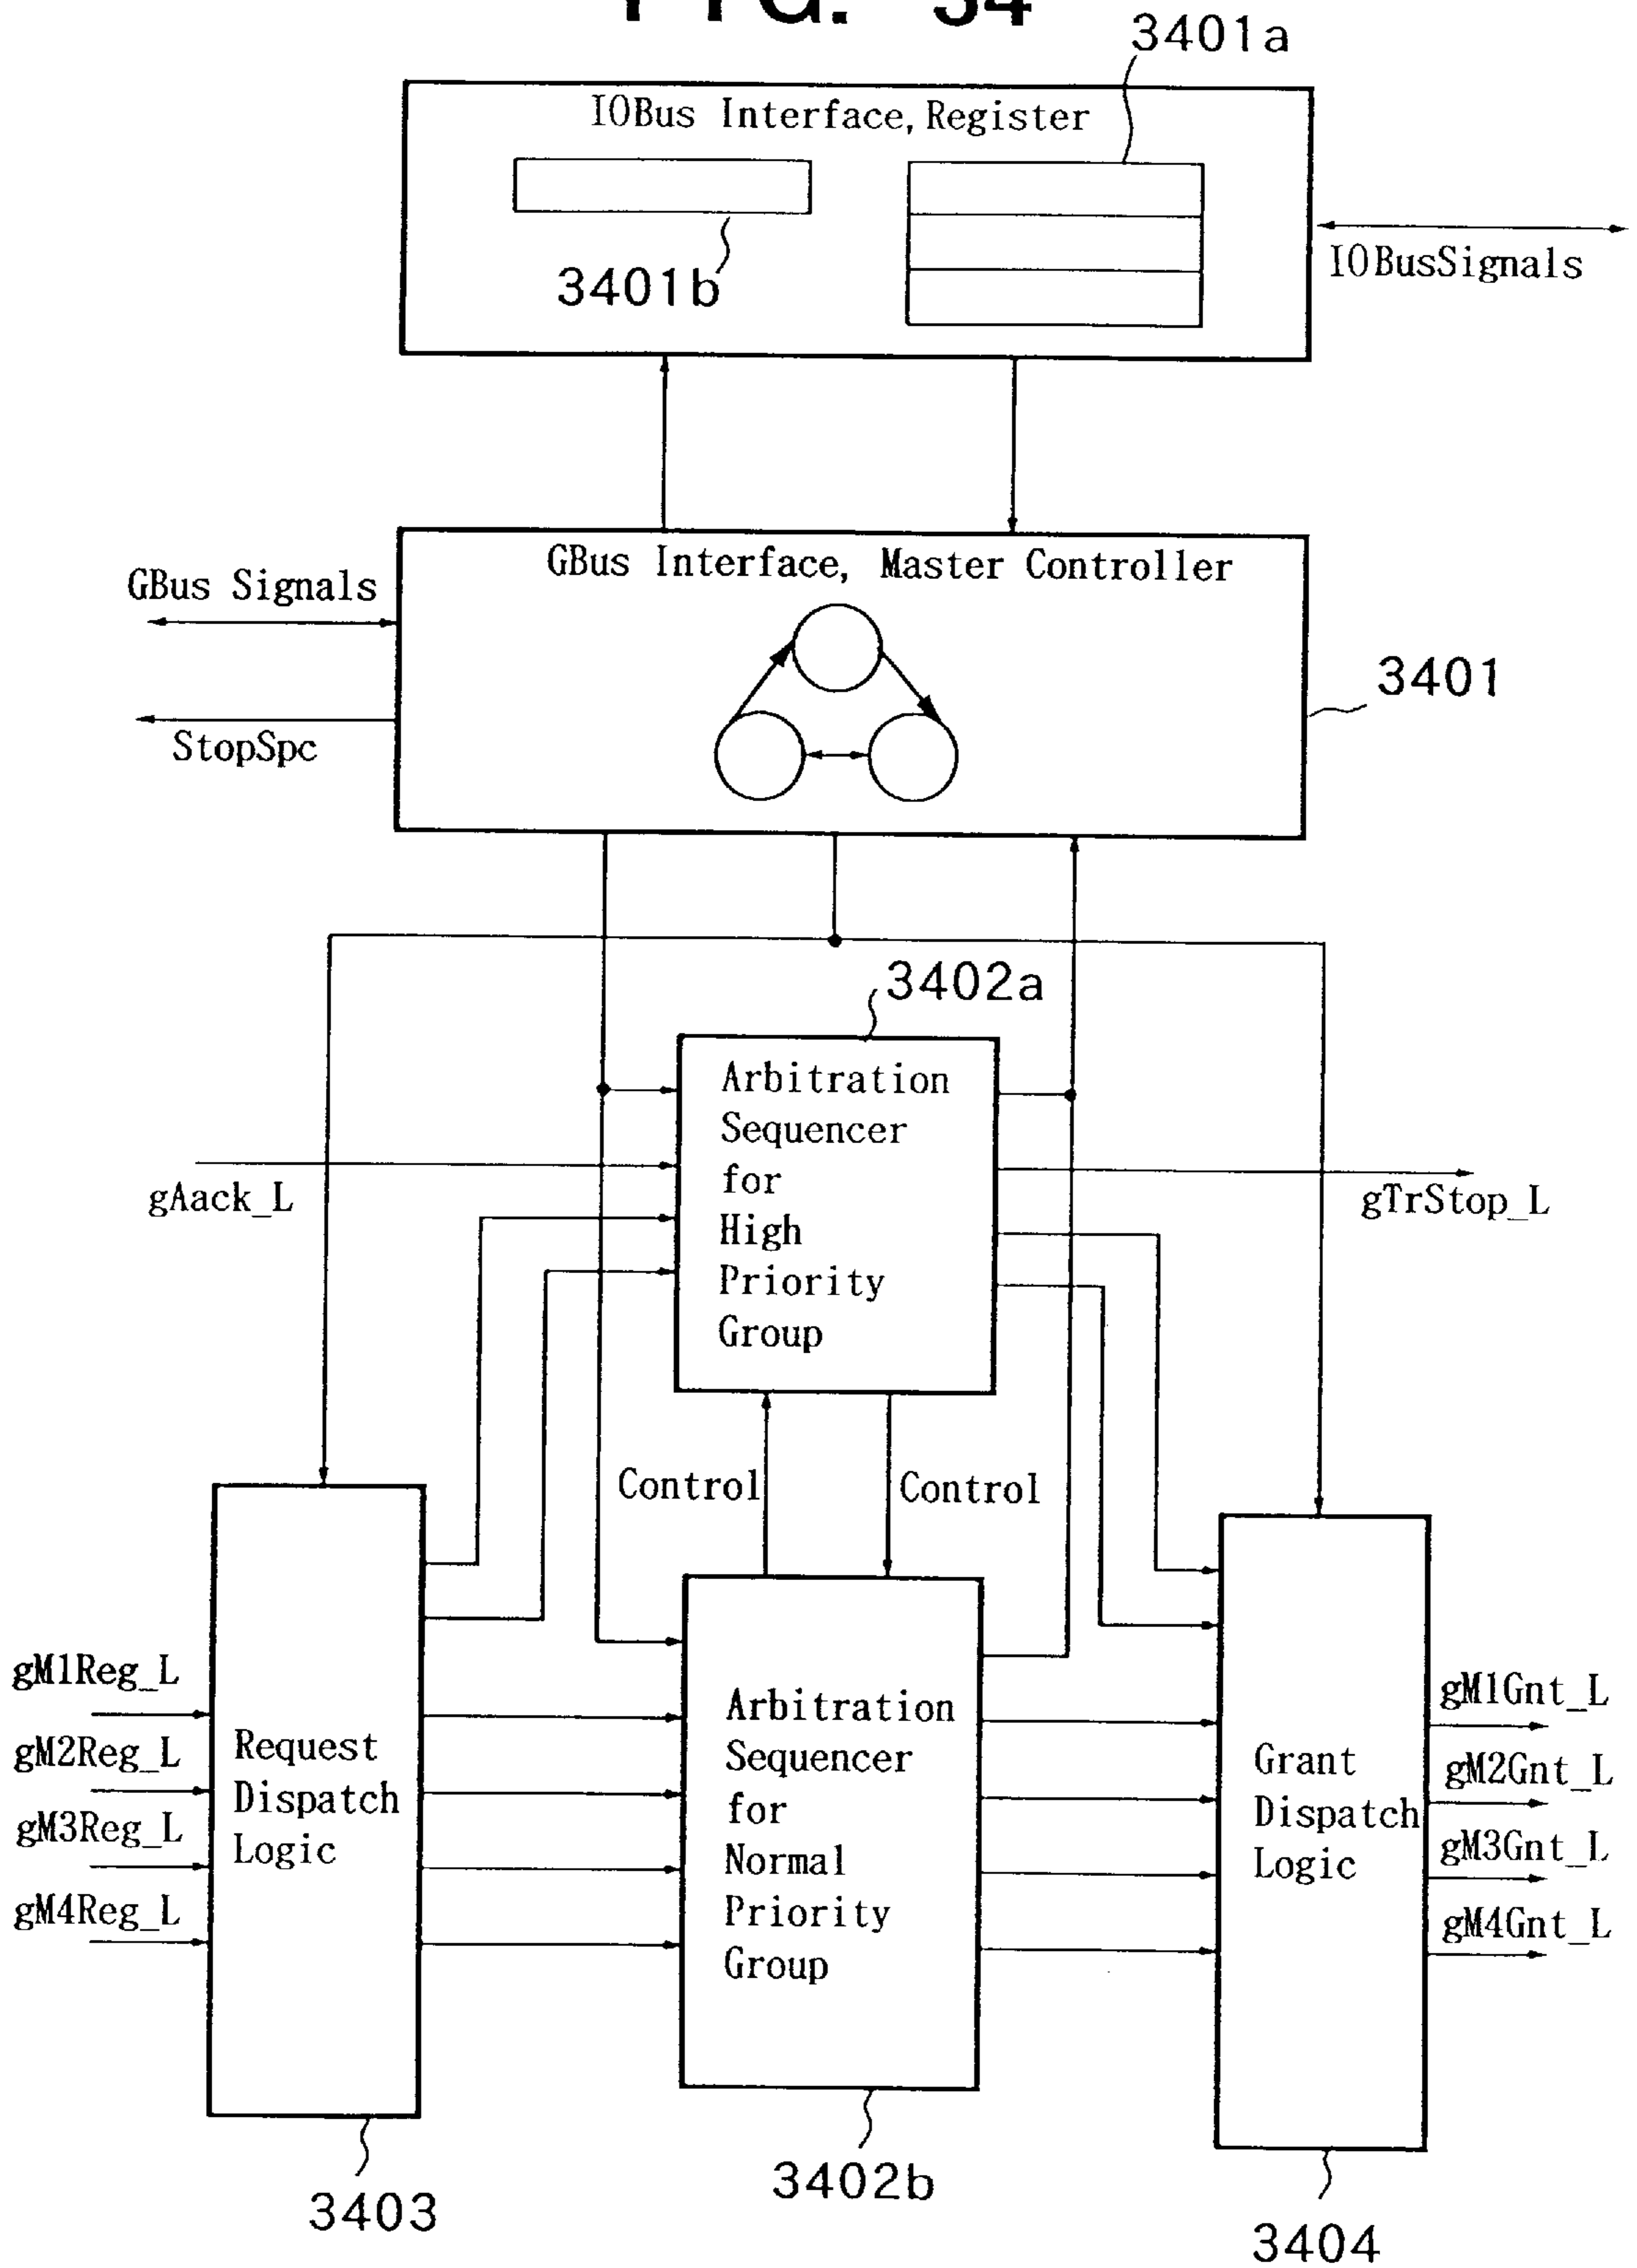 FIG. 34
3401a
IOBus Interface, Register
3401b
IOBusSignals
GBus Interface, Master Controller
GBus Signals
StopSpc
3401
3402a
Arbitration
Sequencer
for
High
Priority
Group
gAack_L
gTrStop_L
Control
Control
gM1Reg_L
gM2Reg_L
gM3Reg_L
gM4Reg_L
Request
Dispatch
Logic
Arbitration
Sequencer
for
Normal
Priority
Group
Grant
Dispatch
Logic
gM1Gnt_L
gM2Gnt_L
gM3Gnt_L
gM4Gnt_L
3403
3402b
3404